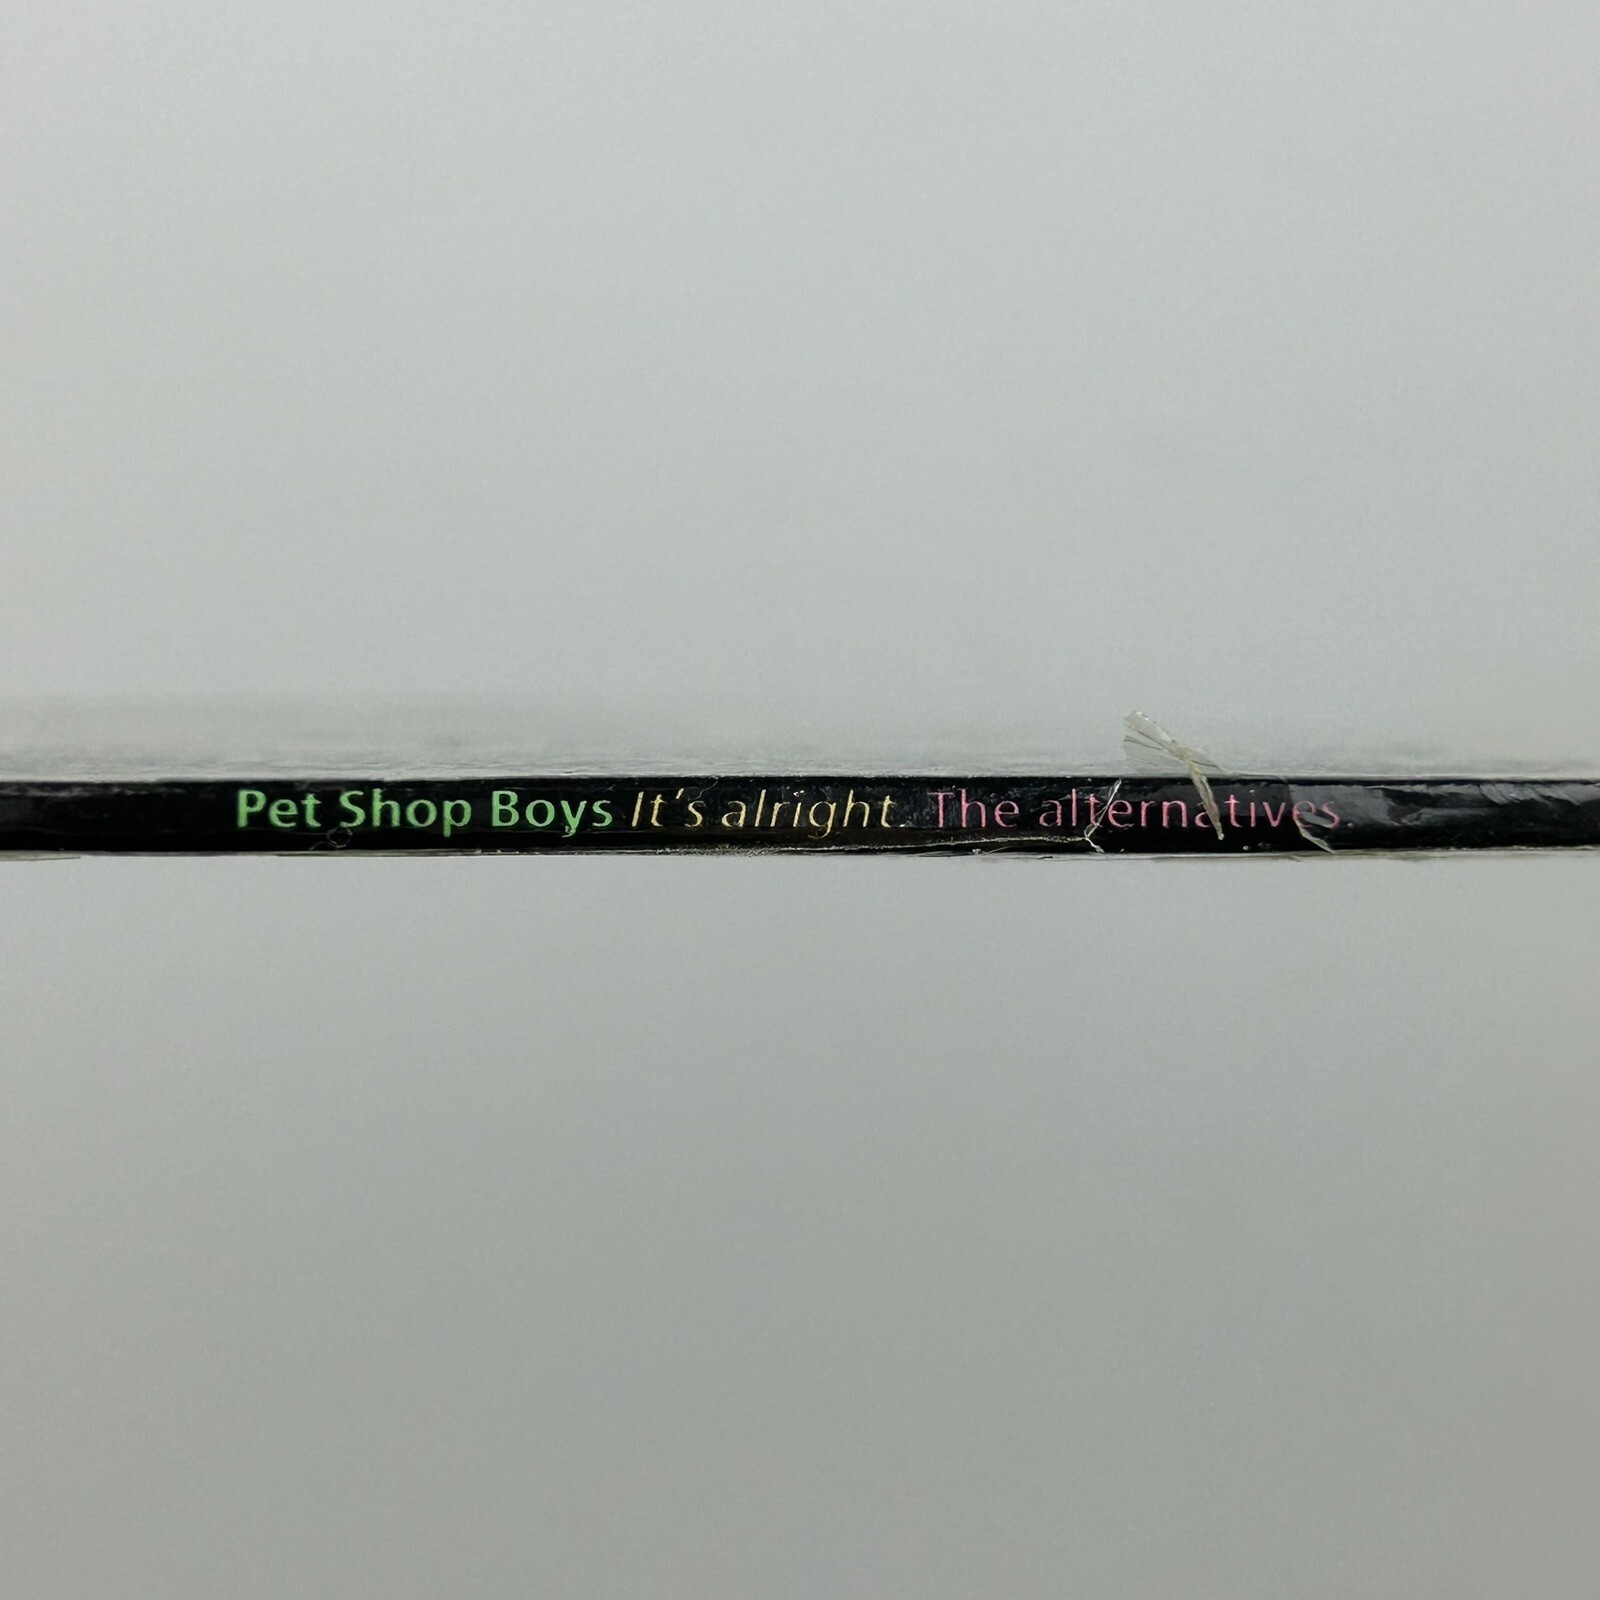 Pet Shop Boys It's alright. The alternatives.